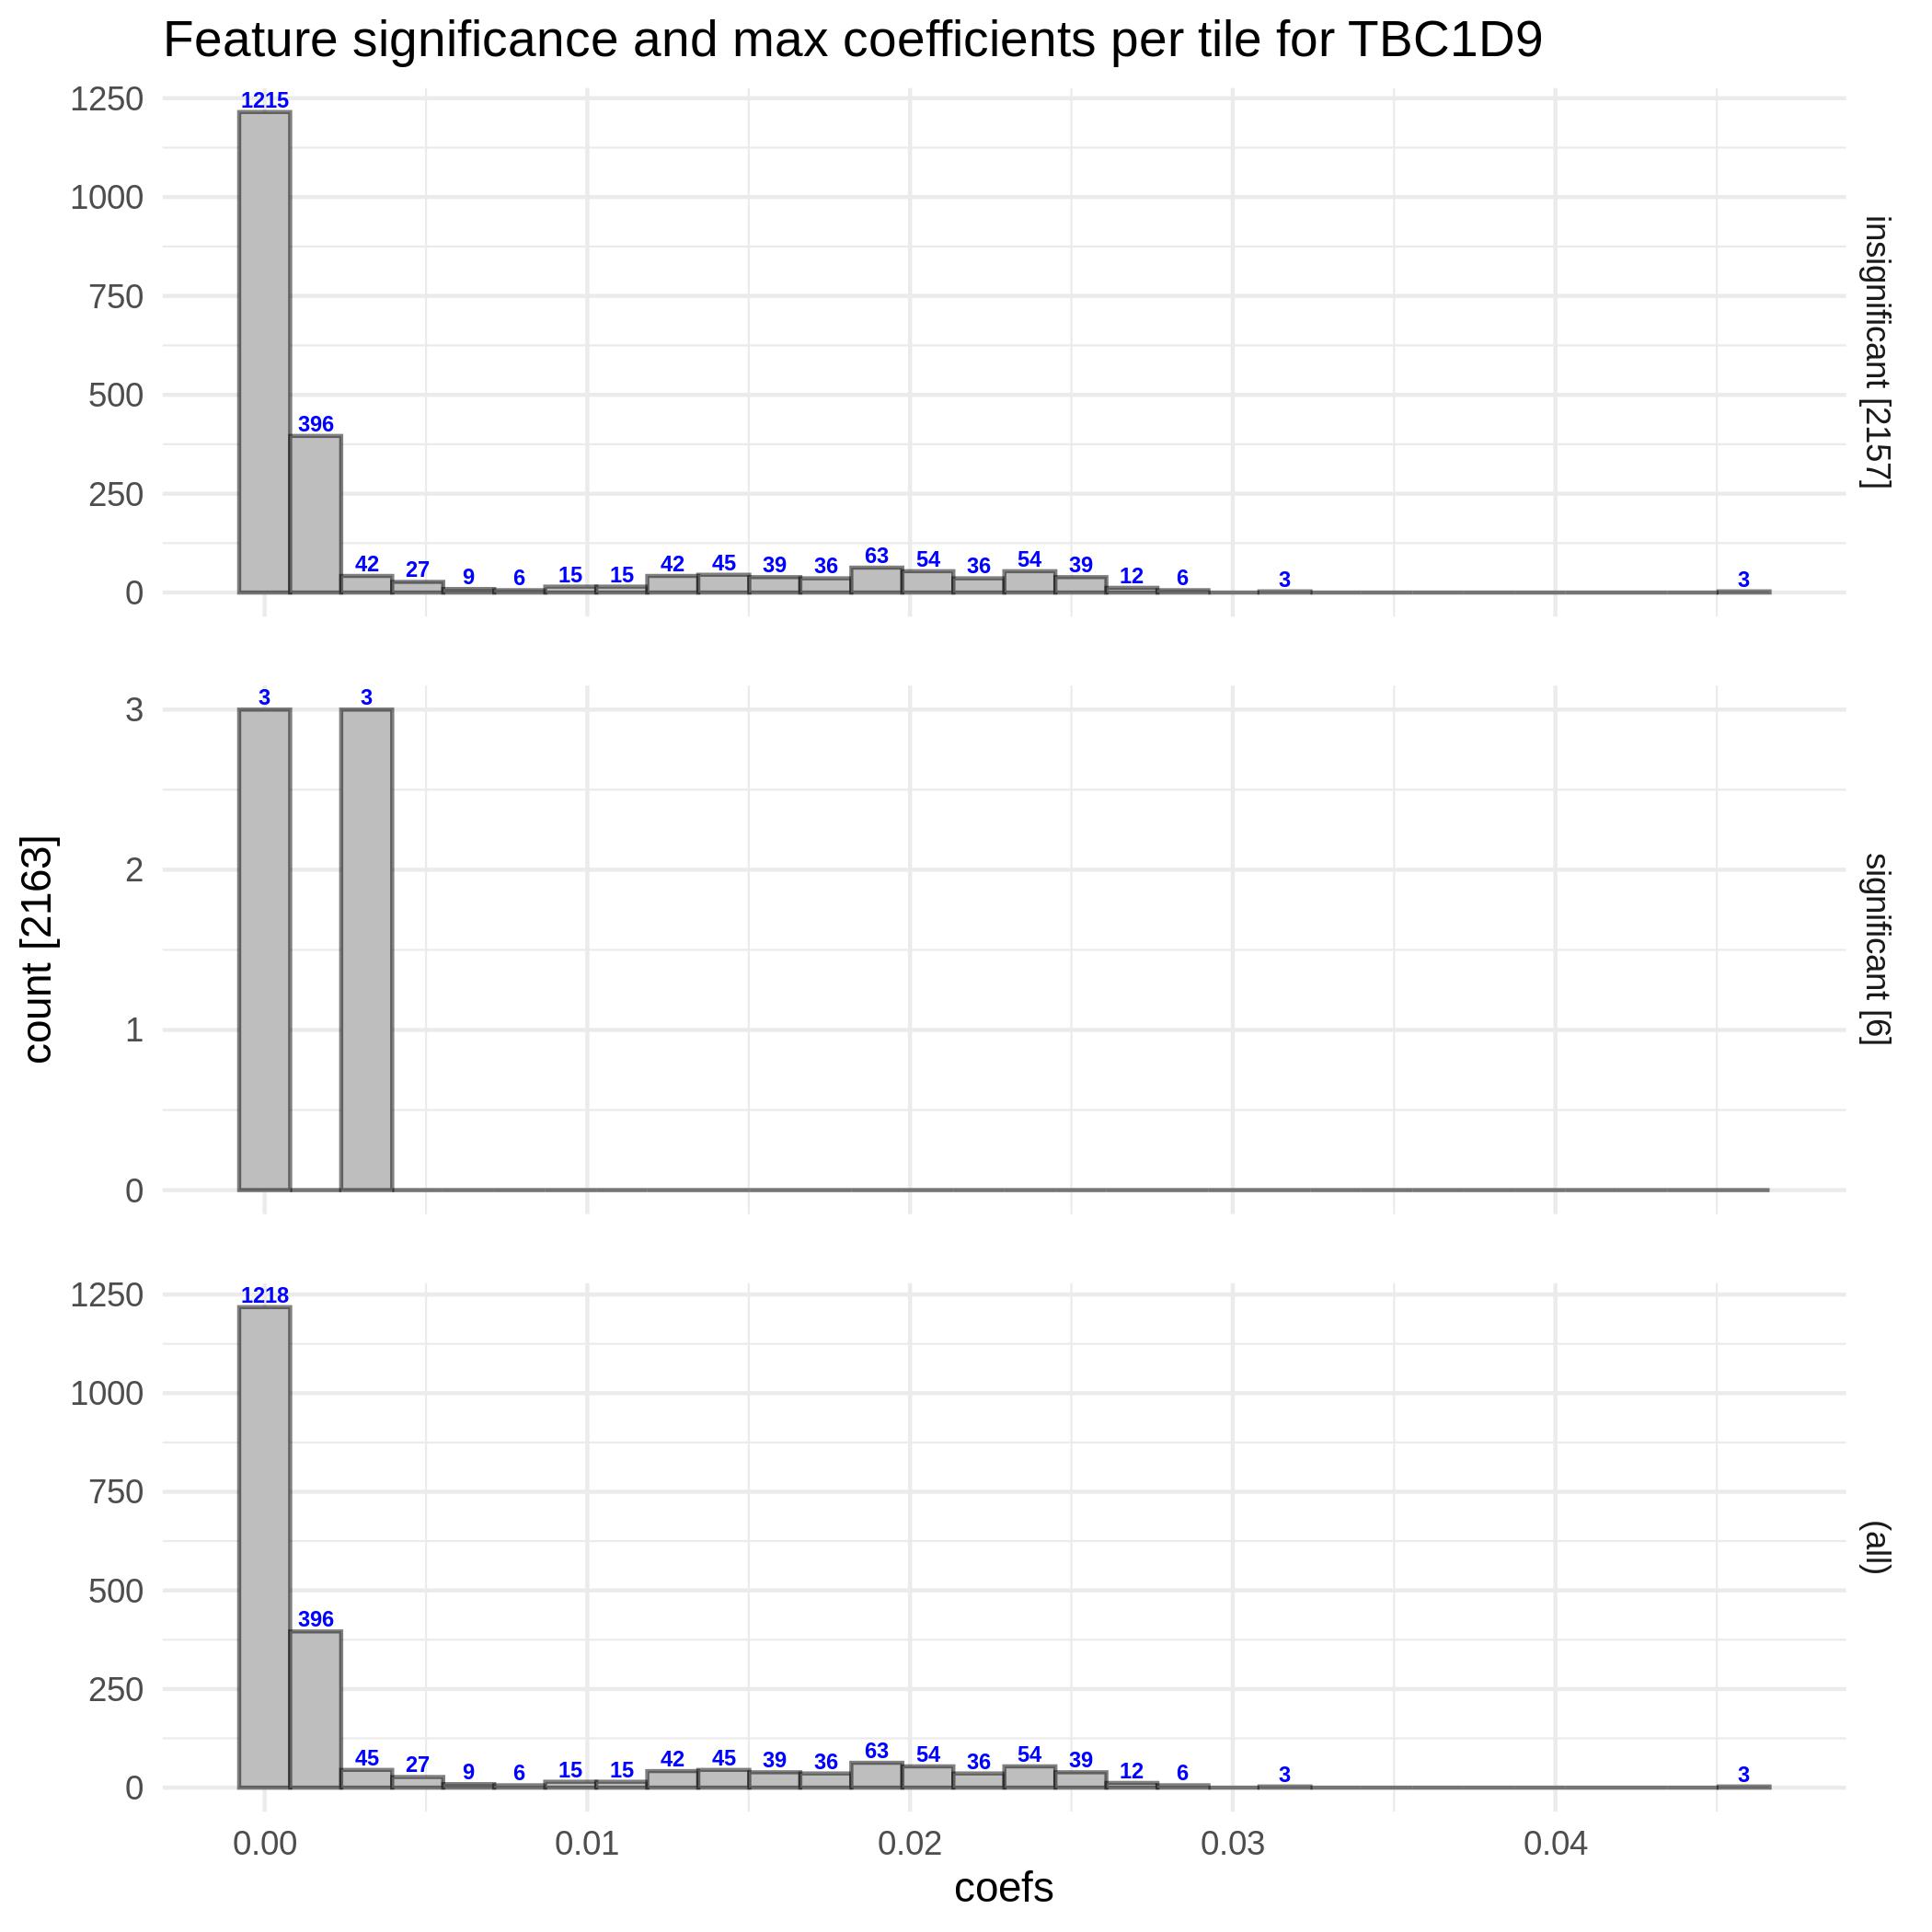 Feature significance and max coefficients per tile for TBC1D9
1250
1000
750
500
250
0
1215
396
42 27 9 6 15 15 42 45 39 36 63 54 36 54 39 12 6 3 3
insignificant [2157]
count [2163]
3
2
1
0
3 3
significant [6]
1250
1000
750
500
250
0
1218
396
45 27 9 6 15 15 42 45 39 36 63 54 36 54 39 12 6 3 3
(all)
0.00 0.01 0.02 0.03 0.04
coefs